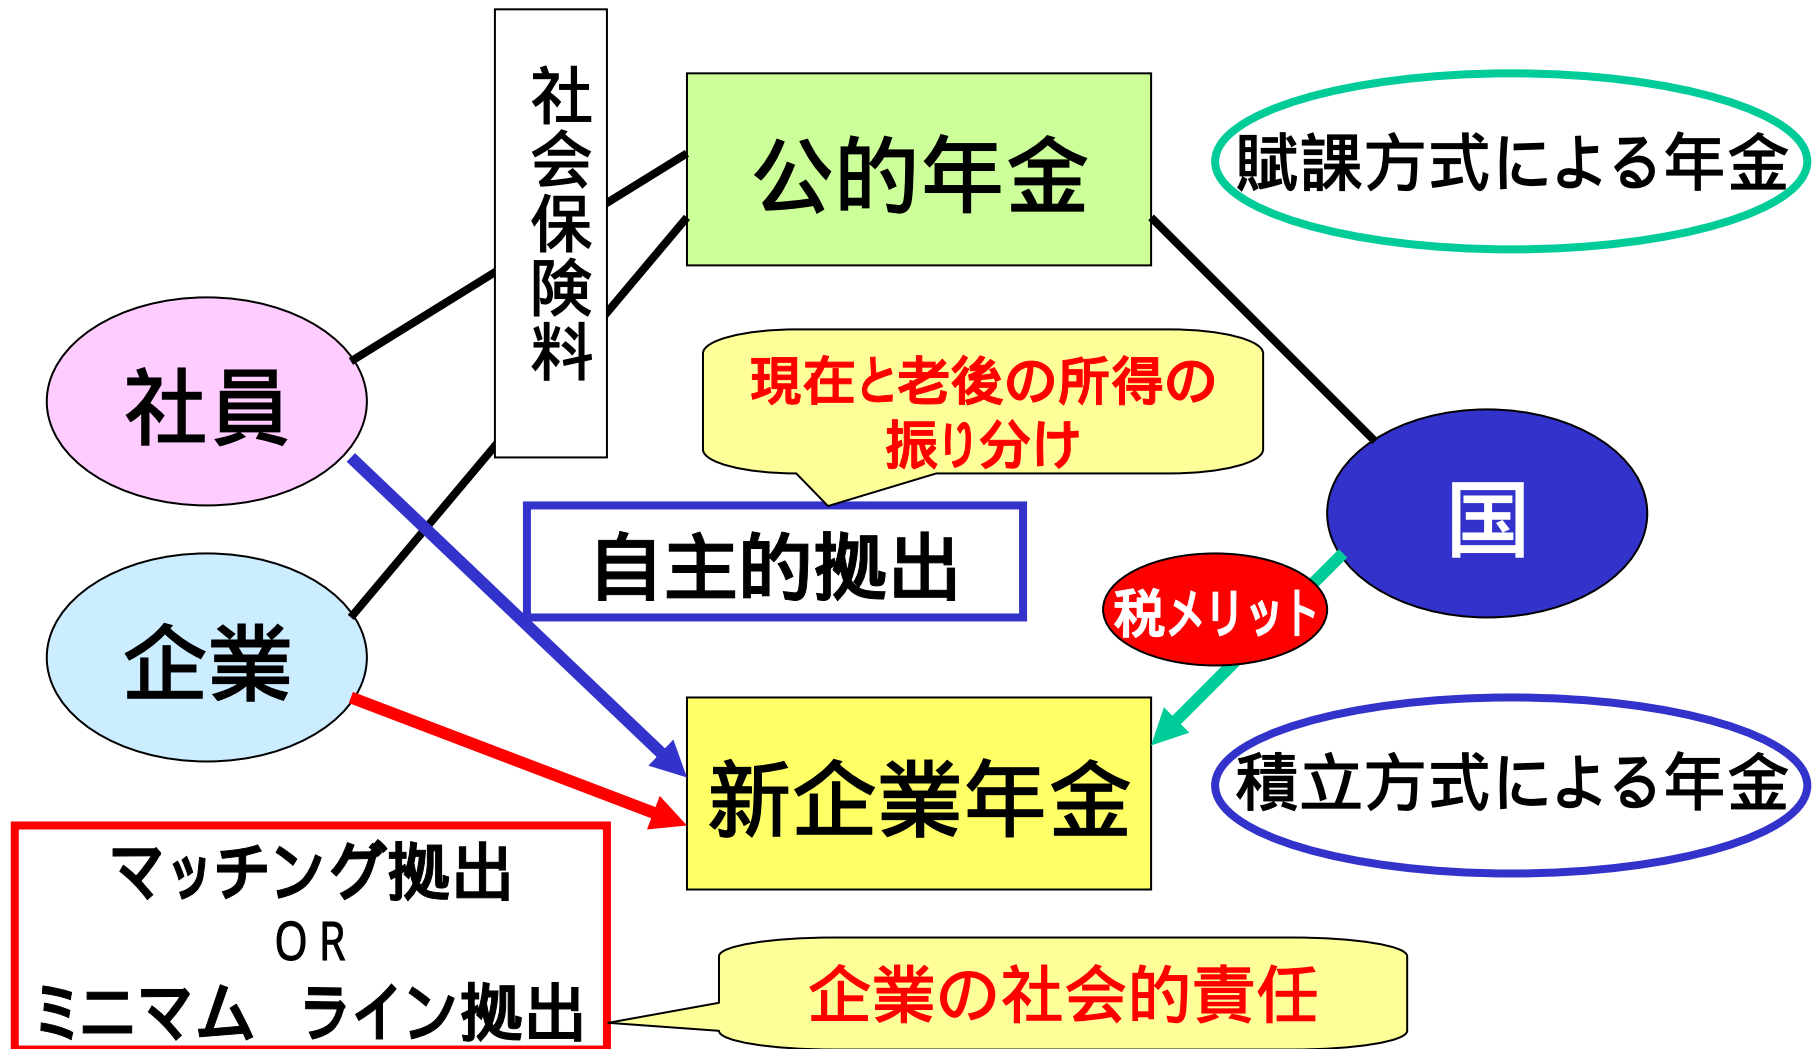 社会保険料
公的年金
賦課方式による年金
社員
現在と老後の所得の
振り分け
国
自主的拠出
税メリット
企業
新企業年金
積立方式による年金
マッチング拠出
ＯＲ
ミニマム　ライン拠出
企業の社会的責任